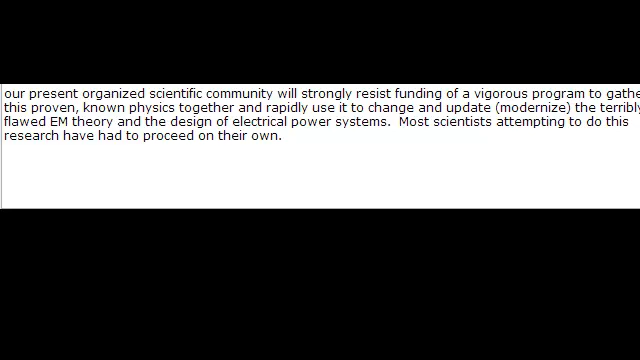 our present organized scientific community will strongly resist funding of a vigorous program to gathe
this proven, known physics together and rapidly use it to change and update (modernize) the terribly
flawed EM theory and the design of electrical power systems.  Most scientists attempting to do this
research have had to proceed on their own.